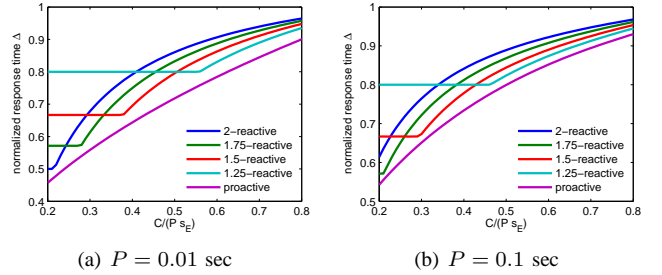 normalized response time Δ
1
0.9
0.8
0.7
0.6
0.5
0.4
2−reactive
1.75−reactive
1.5−reactive
1.25−reactive
proactive
0.2 0.3 0.4 0.5 0.6 0.7 0.8
C/(P s_E)
(a) P = 0.01 sec
normalized response time Δ
1
0.9
0.8
0.7
0.6
0.5
2−reactive
1.75−reactive
1.5−reactive
1.25−reactive
proactive
0.2 0.3 0.4 0.5 0.6 0.7 0.8
C/(P s_E)
(b) P = 0.1 sec